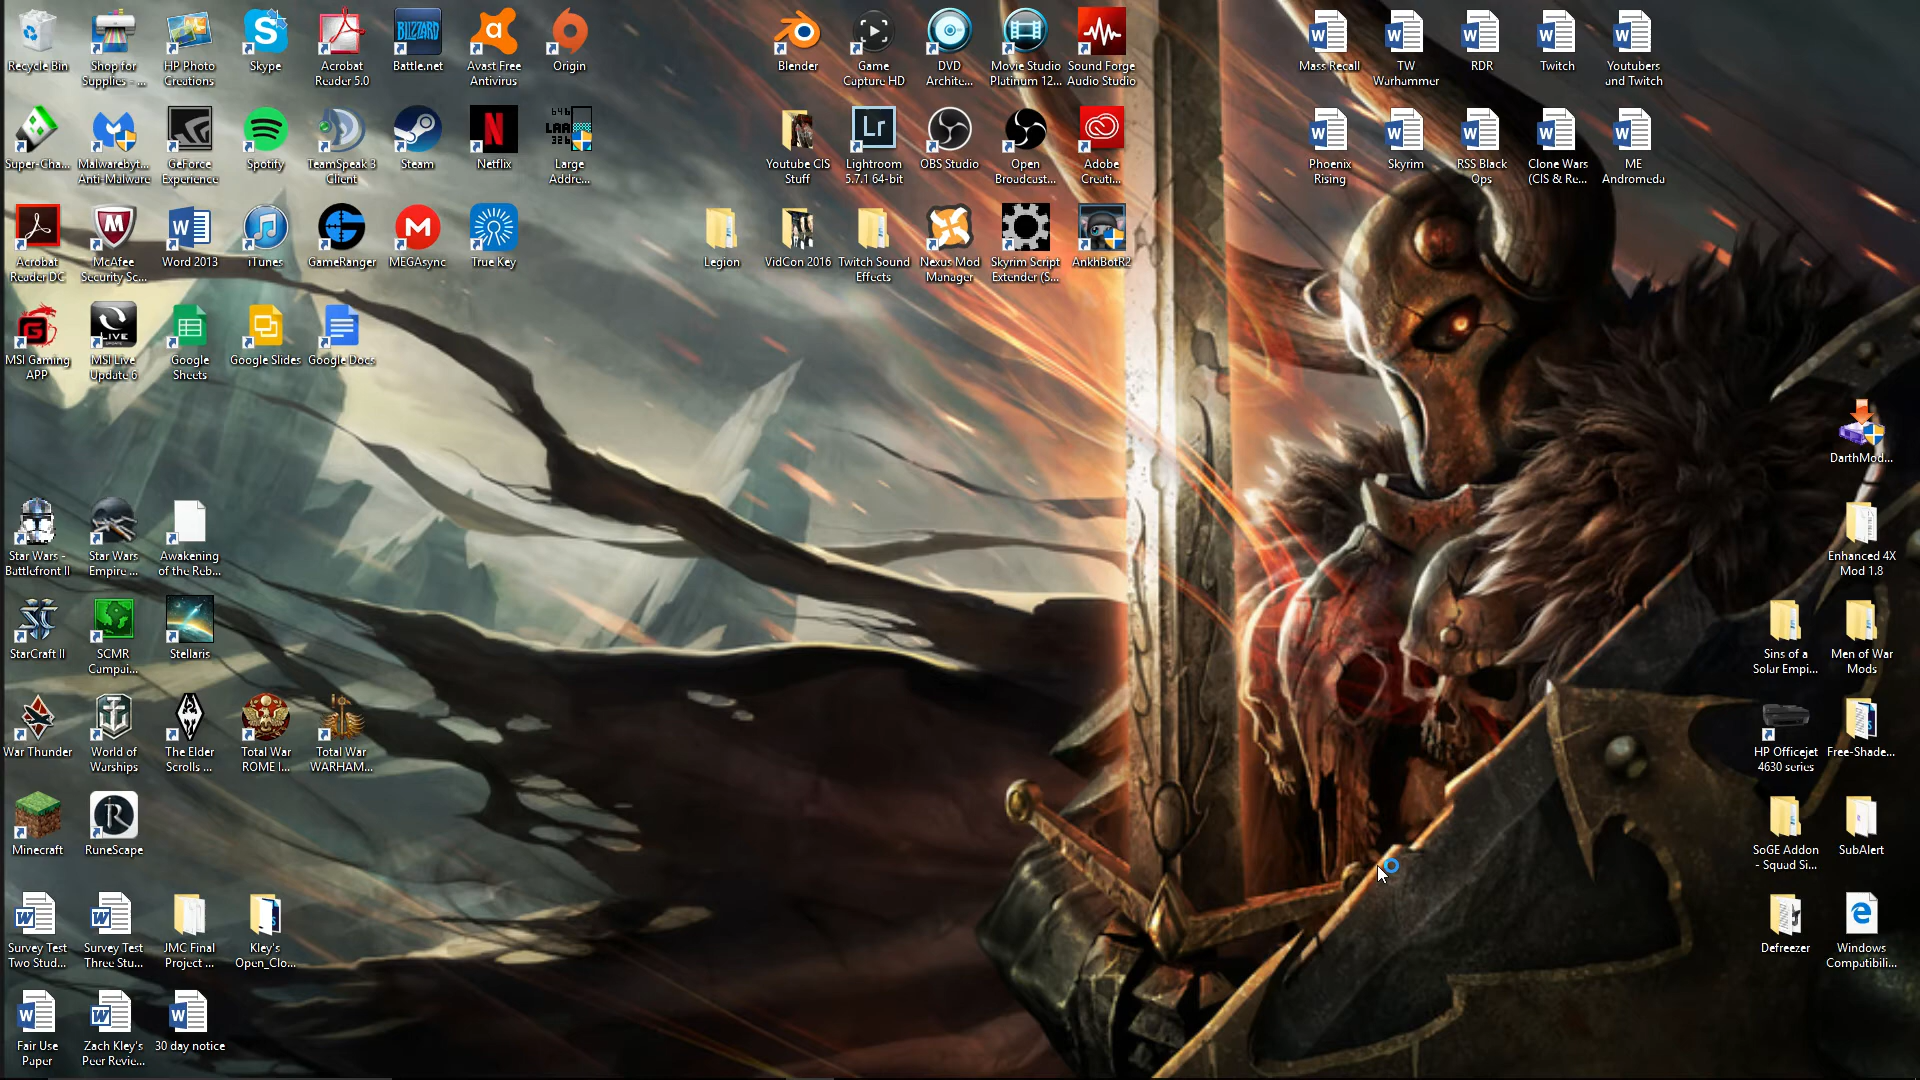 Recycle Bin
Shop for
Supplies - ...
HP Photo
Creations
Skype
Acrobat
Reader 5.0
BLIZZARD
Battle.net
Avast Free
Antivirus
Origin
Blender
Game
Capture HD
DVD
Archite...
Movie Studio
Platinum 12...
Sound Forge
Audio Studio
Mass Recall
TW
Warhammer
RDR
Twitch
Youtubers
and Twitch
Super-Cha...
Malwarebyt...
Anti-Malware
GeForce
Experience
Spotify
TeamSpeak 3
Client
Steam
Netflix
64b
LAA
32b
Large
Addre...
Youtube CIS
Stuff
Lr
Lightroom
5.7.1 64-bit
OBS Studio
Open
Broadcast...
Adobe
Creati...
Phoenix
Rising
Skyrim
RSS Black
Ops
Clone Wars
(CIS & Re...
ME
Andromeda
Acrobat
Reader DC
McAfee
Security Sc...
Word 2013
iTunes
GameRanger
MEGAsync
True Key
Legion
VidCon 2016
Twitch Sound
Effects
Nexus Mod
Manager
Skyrim Script
Extender (S...
AnkhBotR2
MSI Gaming
APP
LIVE
MSI Live
Update 6
Google
Sheets
Google Slides
Google Docs
DarthMod...
Star Wars -
Battlefront II
Star Wars
Empire ...
Awakening
of the Reb...
Enhanced 4X
Mod 1.8
StarCraft II
SCMR
Campai...
Stellaris
Sins of a
Solar Empi...
Men of War
Mods
War Thunder
World of
Warships
The Elder
Scrolls ...
Total War
ROME I...
Total War
WARHAM...
HP Officejet
4630 series
Free-Shade...
Minecraft
RuneScape
SoGE Addon
- Squad Si...
SubAlert
Survey Test
Two Stud...
Survey Test
Three Stu...
JMC Final
Project ...
Kley's
Open_Clo...
Defreezer
Windows
Compatibili...
Fair Use
Paper
Zach Kley's
Peer Revie...
30 day notice